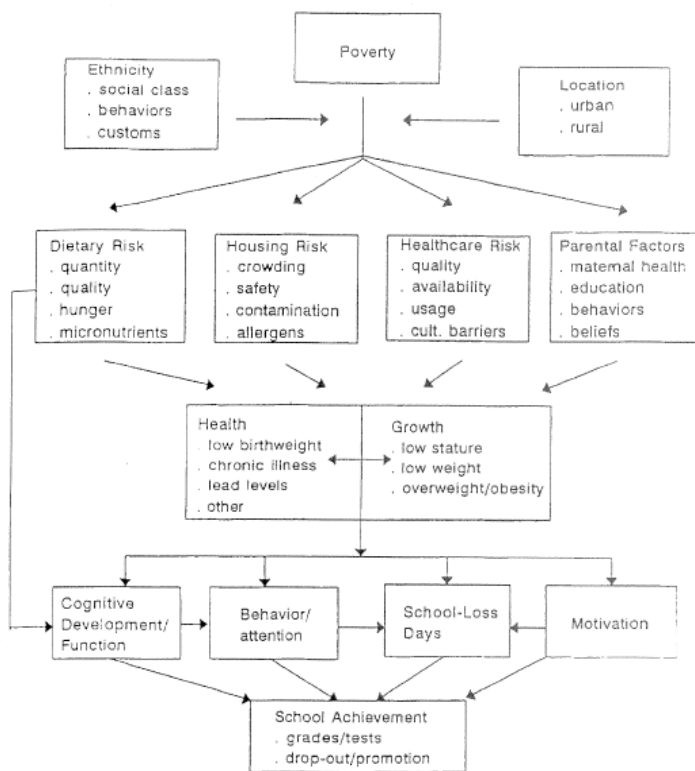 Poverty
Ethnicity
. social class
. behaviors
. customs
Location
. urban
. rural
Dietary Risk
. quantity
. quality
. hunger
. micronutrients
Housing Risk
. crowding
. safety
. contamination
. allergens
Healthcare Risk
. quality
. availability
. usage
. cult. barriers
Parental Factors
. maternal health
. education
. behaviors
. beliefs
Health
. low birthweight
. chronic illness
. lead levels
. other
Growth
. low stature
. low weight
. overweight/obesity
Cognitive
Development/
Function
Behavior/
attention
School-Loss
Days
Motivation
School Achievement
. grades/tests
. drop-out/promotion